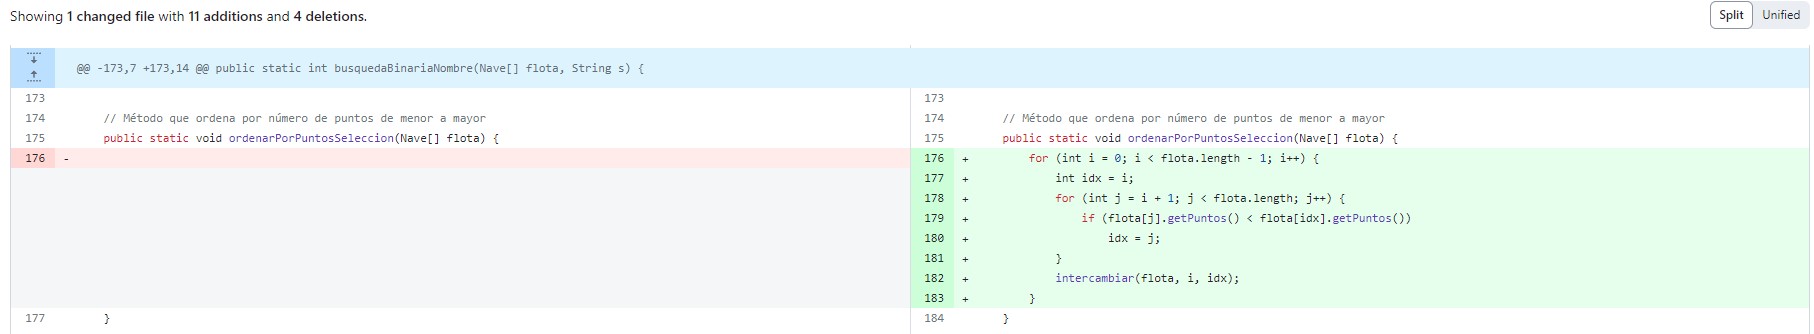 Showing 1 changed file with 11 additions and 4 deletions.
Split Unified
@@ -173,7 +173,14 @@ public static int busquedaBinariaNombre(Nave[] flota, String s) {
173
174 // Método que ordena por número de puntos de menor a mayor
175 public static void ordenarPorPuntosSeleccion(Nave[] flota) {
176 -
177 }
173
174 // Método que ordena por número de puntos de menor a mayor
175 public static void ordenarPorPuntosSeleccion(Nave[] flota) {
176 + for (int i = 0; i < flota.length - 1; i++) {
177 + int idx = i;
178 + for (int j = i + 1; j < flota.length; j++) {
179 + if (flota[j].getPuntos() < flota[idx].getPuntos())
180 + idx = j;
181 + }
182 + intercambiar(flota, i, idx);
183 + }
184 }